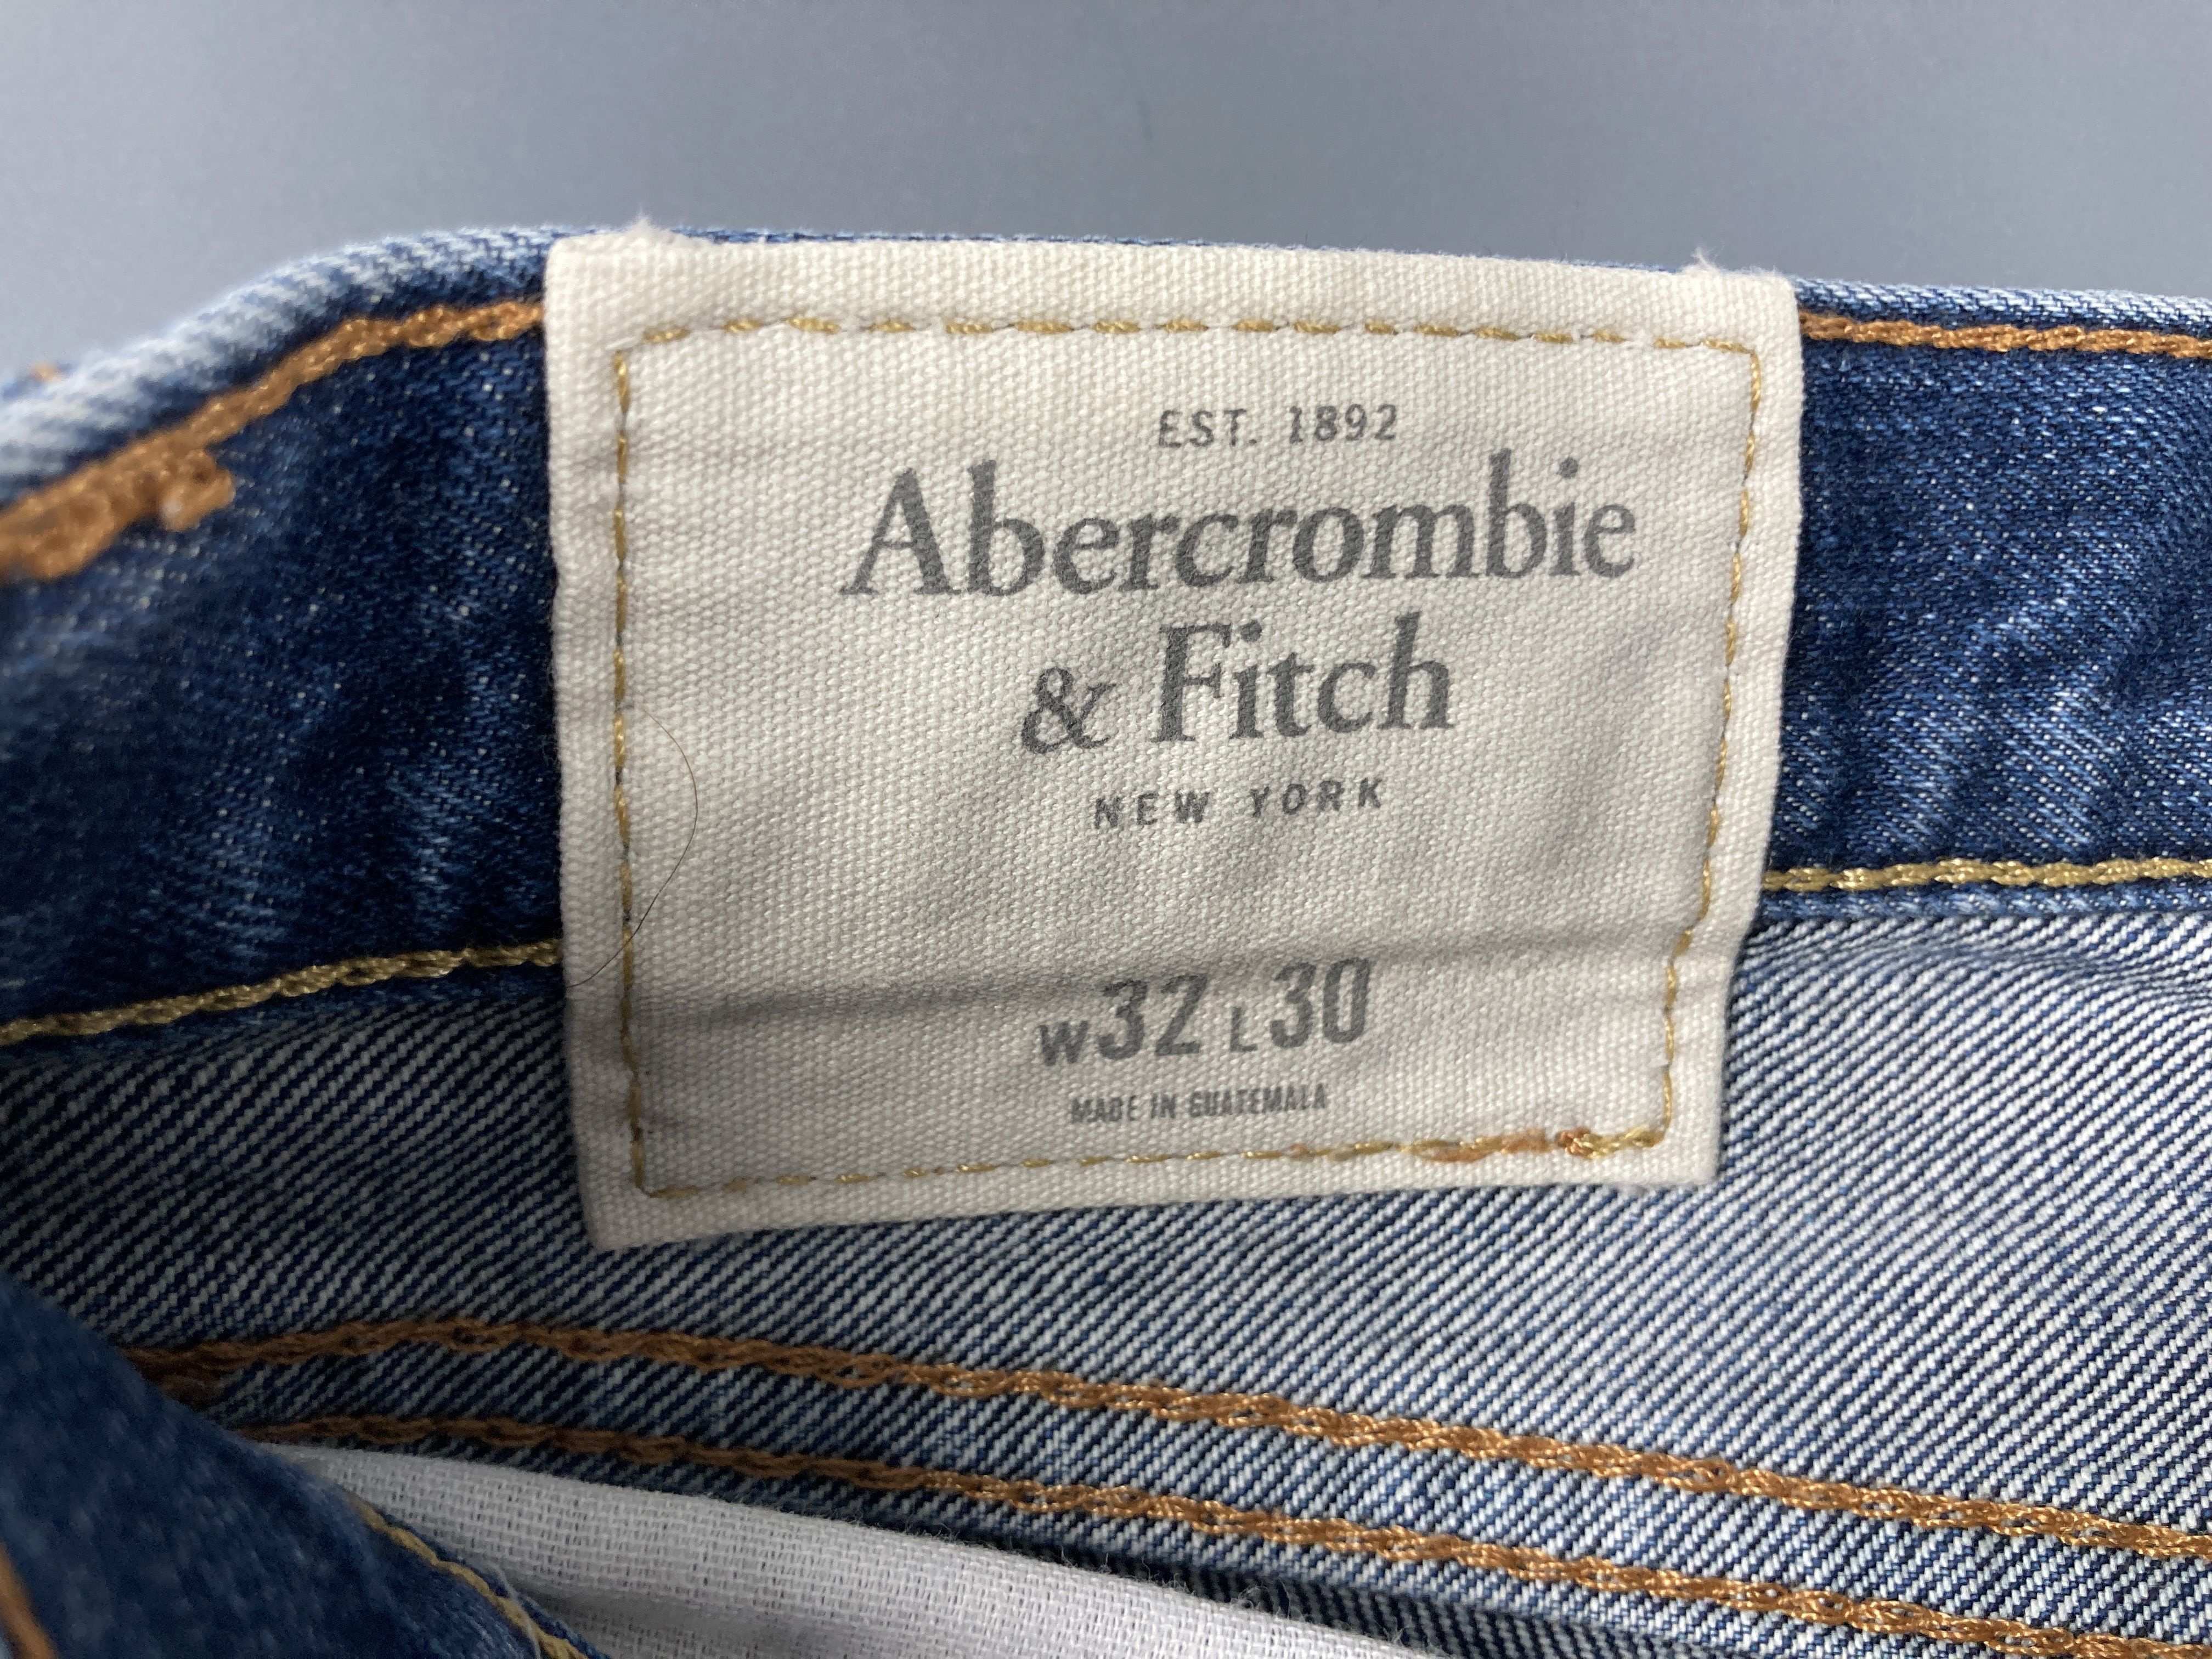 EST. 1892
Abercrombie
& Fitch
NEW YORK
W32 L30
MADE IN GUATEMALA